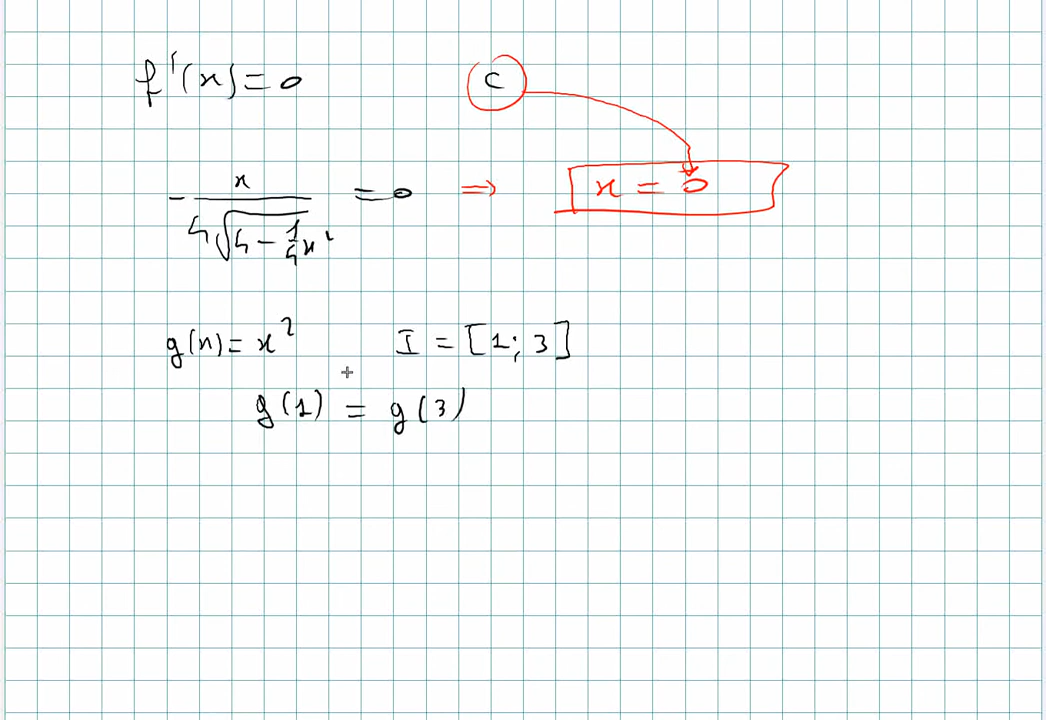 f'(x) = 0
C
- x / 4√(4 - 1/4 x²) = 0 ⇒ x = 0
g(x) = x² I = [1; 3]
g(1) = g(3)